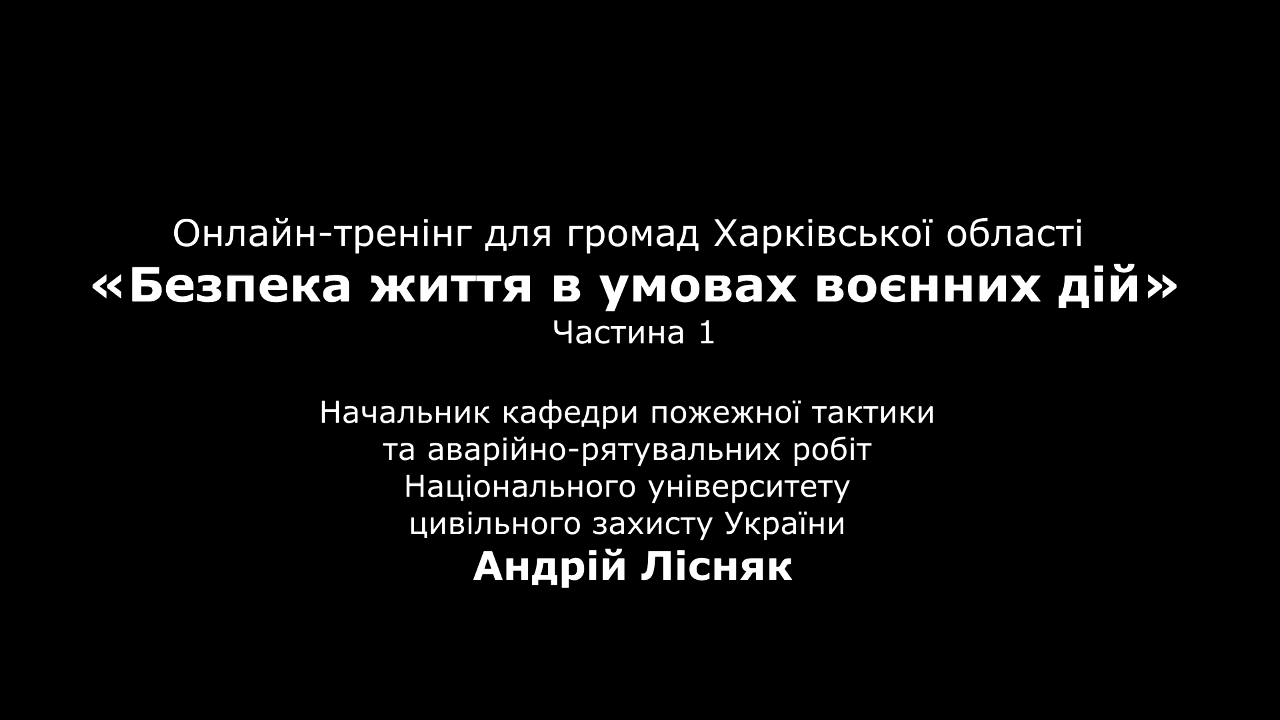 Онлайн-тренінг для громад Харківської області
«Безпека життя в умовах воєнних дій»
Частина 1
Начальник кафедри пожежної тактики
та аварійно-рятувальних робіт
Національного університету
цивільного захисту України
Андрій Лісняк